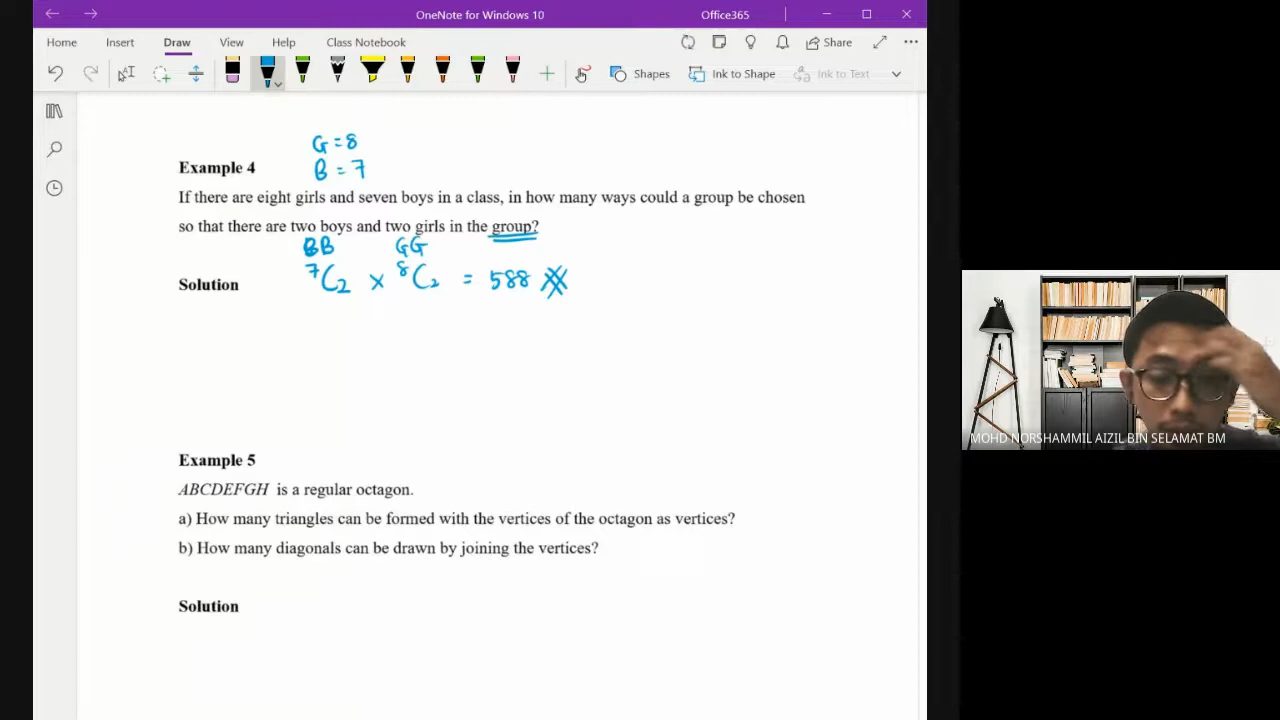 OneNote for Windows 10
Office365
Home Insert Draw View Help Class Notebook
Share
Shapes Ink to Shape Ink to Text
G = 8
Example 4
B = 7
If there are eight girls and seven boys in a class, in how many ways could a group be chosen
so that there are two boys and two girls in the group?
BB GG
Solution
⁷C₂ × ⁸C₂ = 588
MOHD NORSHAMMIL AIZIL BIN SELAMAT BM
Example 5
ABCDEFGH is a regular octagon.
a) How many triangles can be formed with the vertices of the octagon as vertices?
b) How many diagonals can be drawn by joining the vertices?
Solution